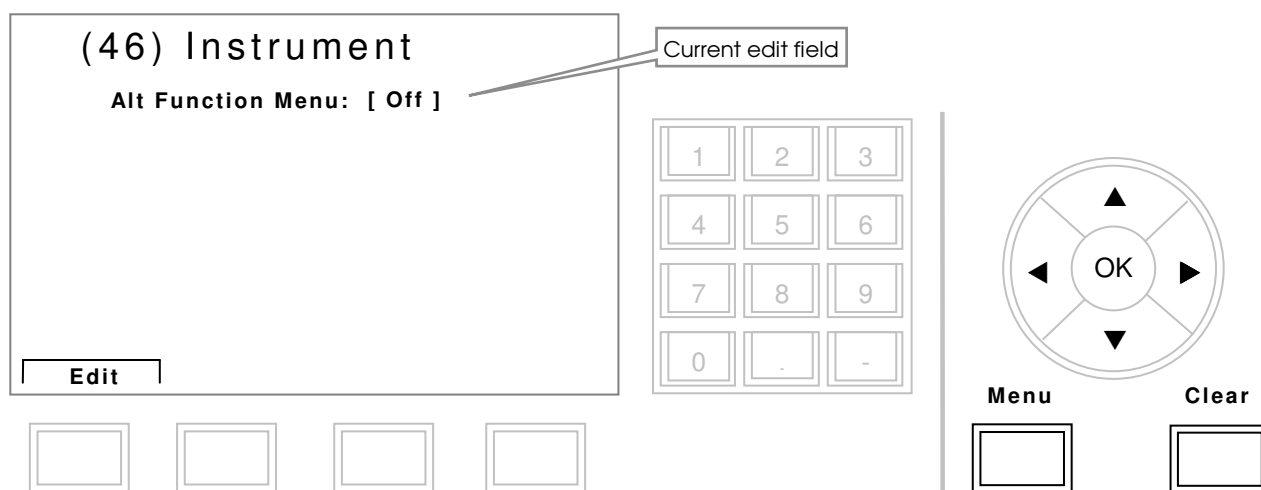 (46) Instrument
Current edit field
Alt Function Menu: [ Off ]
1 2 3
4 5 6
7 8 9
0 . -
OK
Edit
Menu Clear